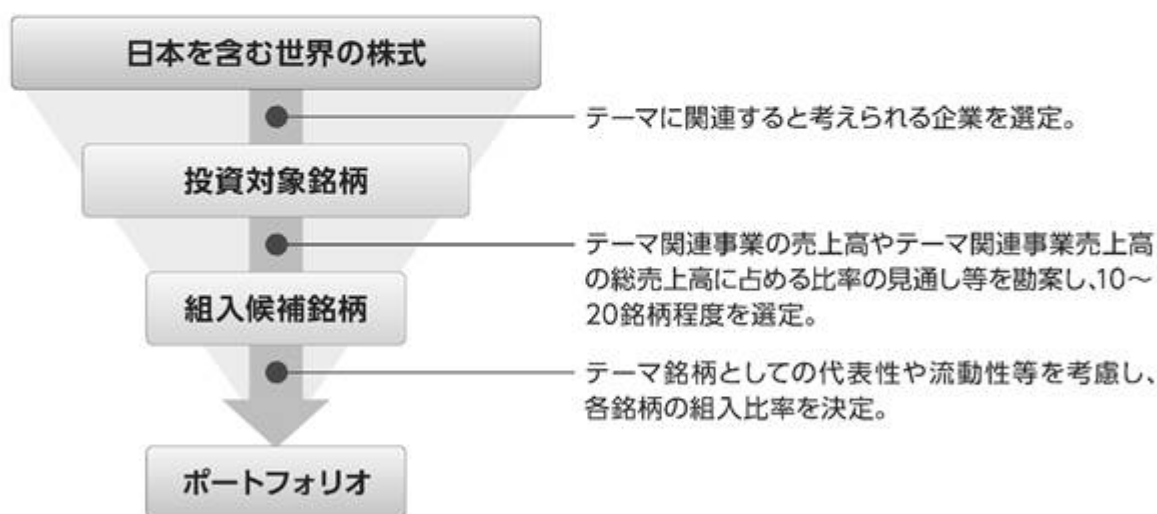 日本を含む世界の株式
テーマに関連すると考えられる企業を選定。
投資対象銘柄
テーマ関連事業の売上高やテーマ関連事業売上高
の総売上高に占める比率の見通し等を勘案し、10～
20銘柄程度を選定。
組入候補銘柄
テーマ銘柄としての代表性や流動性等を考慮し、
各銘柄の組入比率を決定。
ポートフォリオ